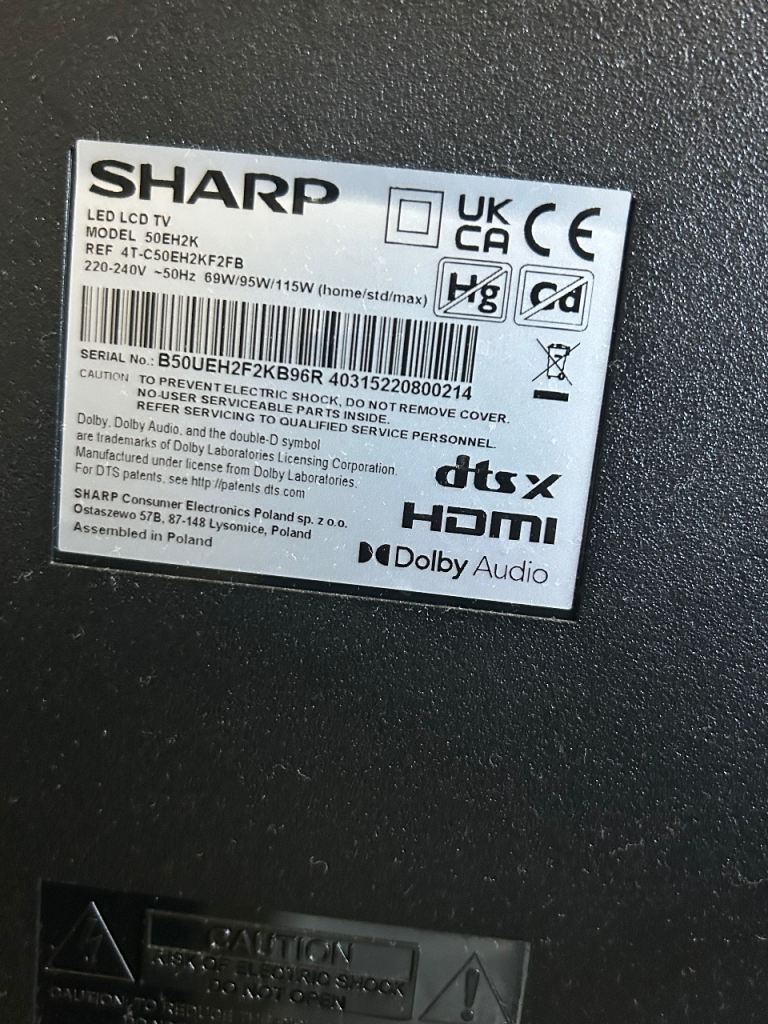 SHARP
LED LCD TV
MODEL 50EH2K
REF 4T-C50EH2KF2FB
220-240V ~50Hz 69W/95W/115W (home/std/max)
UK
CA
CE
Hg
Cd
SERIAL No.: B50UEH2F2KB96R 40315220800214
CAUTION TO PREVENT ELECTRIC SHOCK, DO NOT REMOVE COVER.
NO-USER SERVICEABLE PARTS INSIDE.
REFER SERVICING TO QUALIFIED SERVICE PERSONNEL.
Dolby, Dolby Audio, and the double-D symbol
are trademarks of Dolby Laboratories Licensing Corporation.
Manufactured under license from Dolby Laboratories.
For DTS patents, see http://patents.dts.com
SHARP Consumer Electronics Poland sp. z o.o.
Ostaszewo 57B, 87-148 Lysomice, Poland
Assembled in Poland
dts X
HDMI
Dolby Audio
CAUTION
RISK OF ELECTRIC SHOCK
DO NOT OPEN
CAUTION: TO REDUCE THE